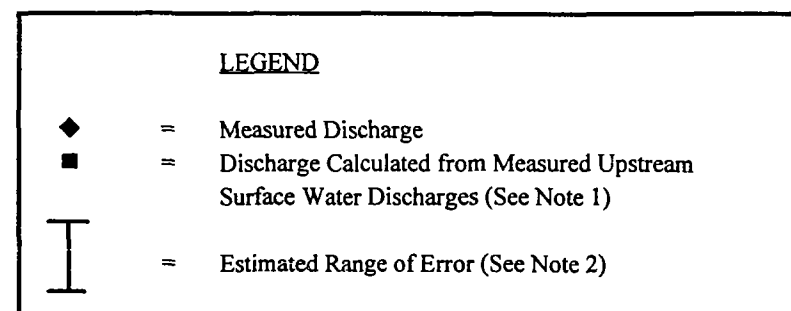 LEGEND
= Measured Discharge
= Discharge Calculated from Measured Upstream
Surface Water Discharges (See Note 1)
= Estimated Range of Error (See Note 2)